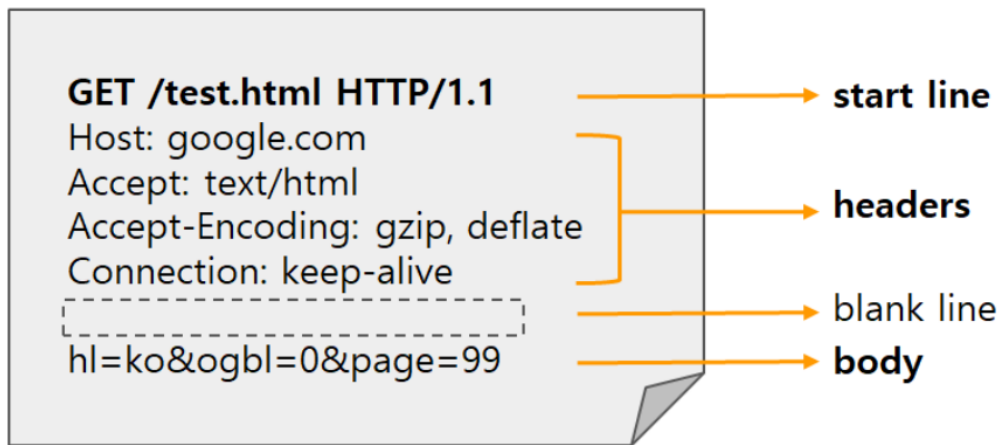 GET /test.html HTTP/1.1
start line
Host: google.com
Accept: text/html
Accept-Encoding: gzip, deflate
Connection: keep-alive
headers
blank line
hl=ko&ogbl=0&page=99
body